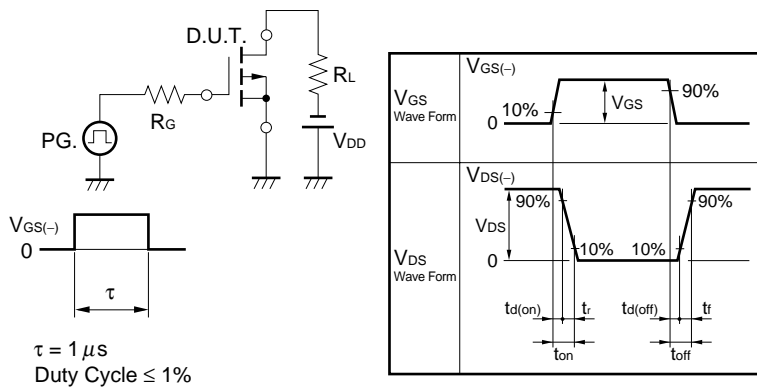 D.U.T.
RL
RG
PG.
VDD
VGS(−)
0
τ
τ = 1 μs
Duty Cycle ≤ 1%
VGS
Wave Form
VGS(−)
10%
0
VGS
90%
VDS
Wave Form
VDS(−)
90%
VDS
0
10%
10%
90%
td(on)
tr
td(off)
tf
ton
toff